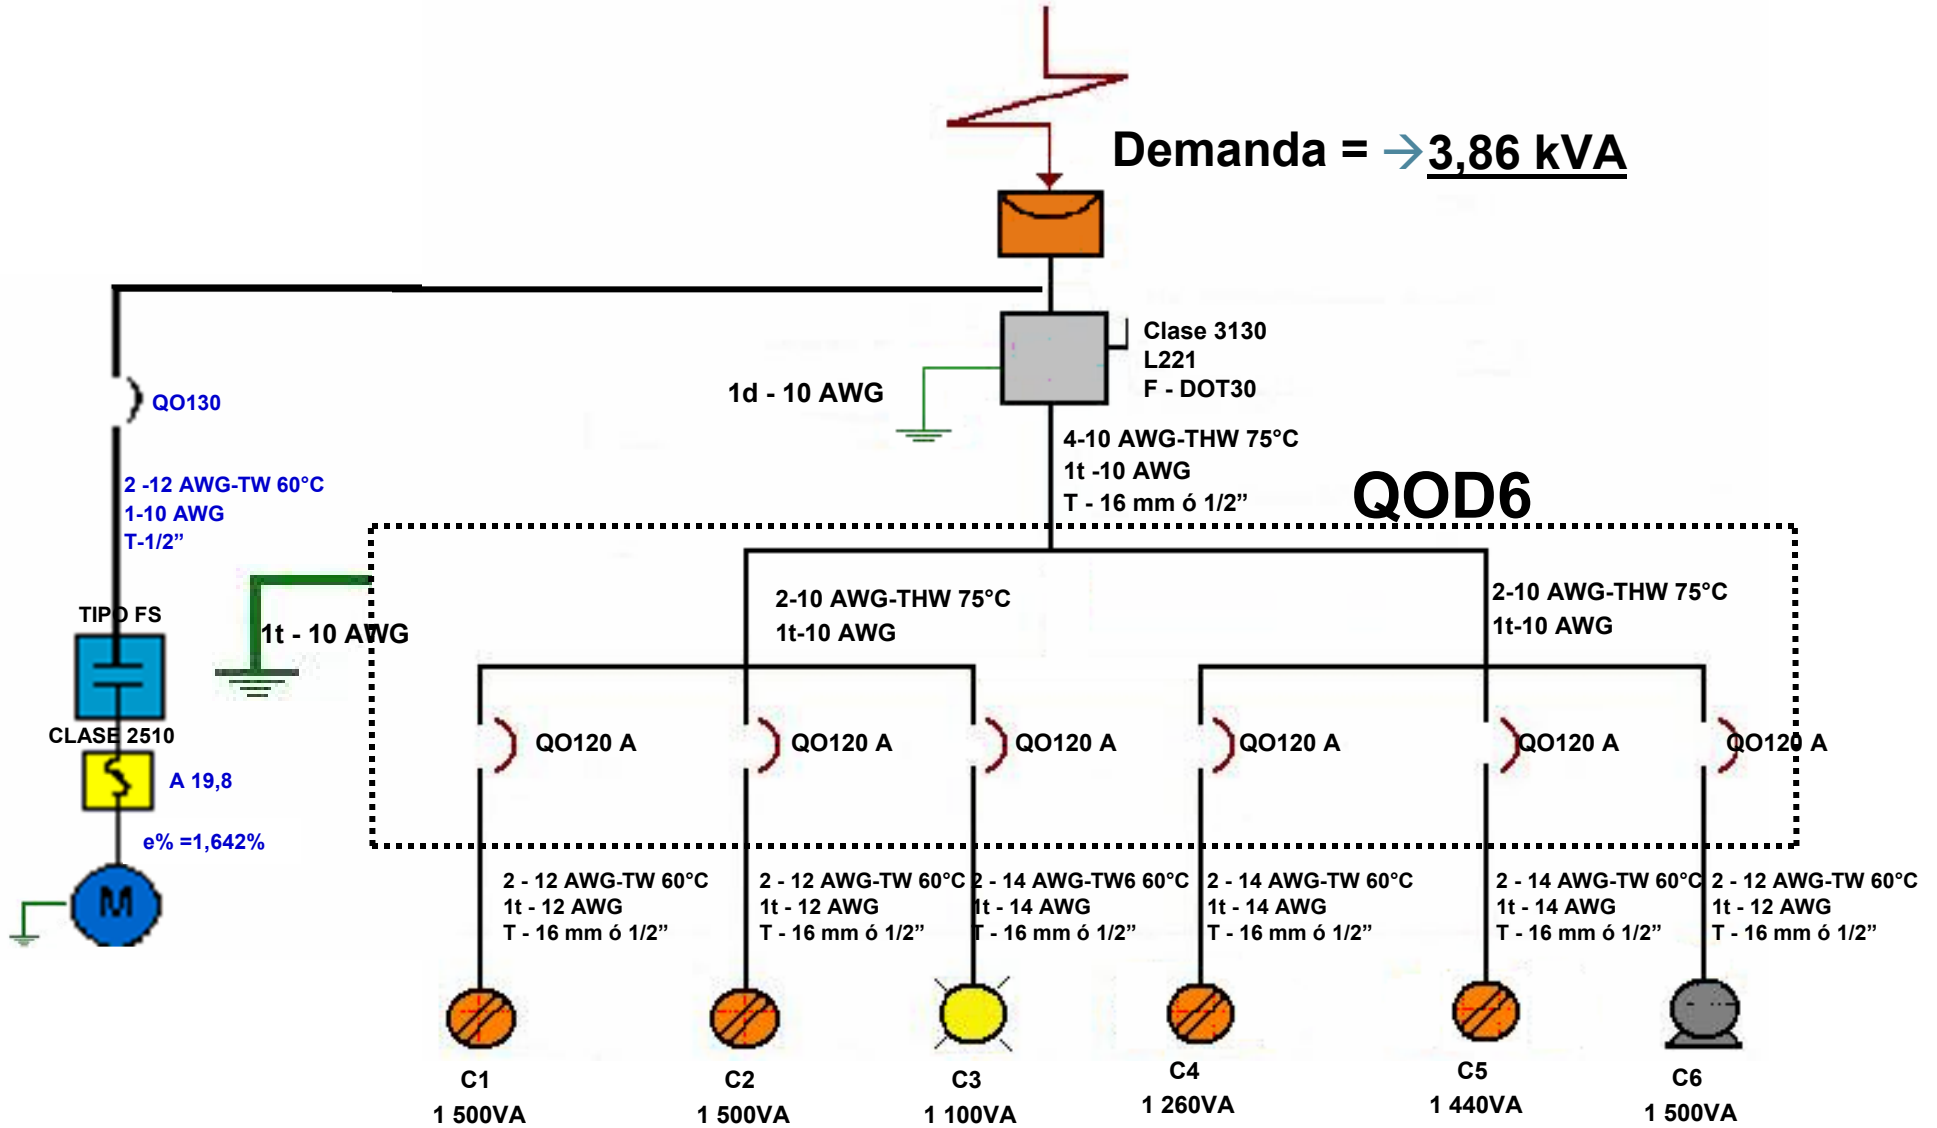 Demanda = →3,86 kVA
Clase 3130
L221
F - DOT30
1d - 10 AWG
QO130
4-10 AWG-THW 75°C
1t -10 AWG
T - 16 mm ó 1/2”
QOD6
2 -12 AWG-TW 60°C
1-10 AWG
T-1/2”
TIPO FS
1t - 10 AWG
2-10 AWG-THW 75°C
1t-10 AWG
2-10 AWG-THW 75°C
1t-10 AWG
CLASE 2510
A 19,8
e% =1,642%
M
QO120 A
QO120 A
QO120 A
QO120 A
QO120 A
QO120 A
2 - 12 AWG-TW 60°C
1t - 12 AWG
T - 16 mm ó 1/2”
2 - 12 AWG-TW 60°C
1t - 12 AWG
T - 16 mm ó 1/2”
2 - 14 AWG-TW6 60°C
1t - 14 AWG
T - 16 mm ó 1/2”
2 - 14 AWG-TW 60°C
1t - 14 AWG
T - 16 mm ó 1/2”
2 - 14 AWG-TW 60°C
1t - 14 AWG
T - 16 mm ó 1/2”
2 - 12 AWG-TW 60°C
1t - 12 AWG
T - 16 mm ó 1/2”
C1
1 500VA
C2
1 500VA
C3
1 100VA
C4
1 260VA
C5
1 440VA
C6
1 500VA